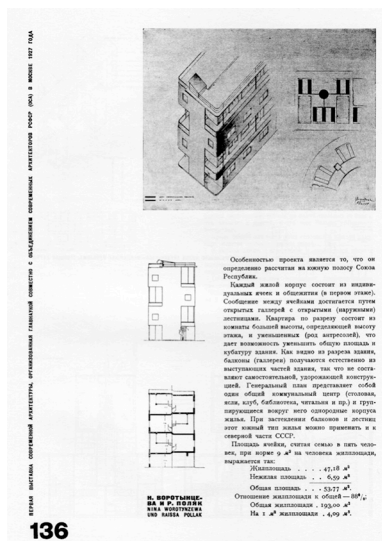 ПЕРВАЯ ВЫСТАВКА СОВРЕМЕННОЙ АРХИТЕКТУРЫ, ОРГАНИЗОВАННАЯ ГЛАВНАУКОЙ СОВМЕСТНО С ОБЪЕДИНЕНИЕМ СОВРЕМЕННЫХ АРХИТЕКТОРОВ РСФСР (ОСА) В МОСКВЕ 1927 ГОДА
Особенностью проекта является то, что он
определенно рассчитан на южную полосу Союза
Республик.
Каждый жилой корпус состоит из индиви-
дуальных ячеек и общежития (в первом этаже).
Сообщение между ячейками достигается путем
открытых галлерей с открытыми (наружными)
лестницами. Квартира по разрезу состоит из
комнаты большей высоты, определяющей высоту
этажа, и уменьшенных (род антресолей), что
дает возможность уменьшить общую площадь и
кубатуру здания. Как видно из разреза здания,
балконы (галлереи) получаются естественно из
выступающих частей здания, так что не состав-
ляют самостоятельной, удорожающей конструк-
ции. Генеральный план представляет собой
один общий коммунальный центр (столовая,
ясли, клуб, библиотека, читальня и пр.) и груп-
пирующиеся вокруг него однородные корпуса
жилья. При застеклении балконов и лестниц
этот южный тип жилья можно применить и к
северной части СССР.
Площадь ячейки, считая семью в пять чело-
век, при норме 9 м² на человека жилплощади,
выражается так:
Жилплощадь . . . . 47,18 м²
Нежилая площадь . . 6,59 м²
Общая площадь . . . 53,77 м².
Отношение жилплощади к общей — 88%.
Общая жилплощади . 193,00 м²
На 1 м² жилплощади . 4,09 м³.
Н. ВОРОТЫНЦЕ-
ВА И Р. ПОЛЯК
NINA WOROTYNZEWA
UND RAISSA POLLAK
136